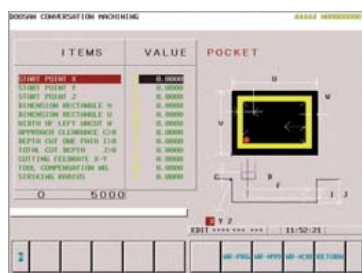 DOOSAN CONVERSATION MACHINING
ITEMS VALUE POCKET
START POINT X 0.0000
START POINT Y 0.0000
START POINT Z 0.0000
DIMENSION RECTANGLE V 0.0000
DIMENSION RECTANGLE U 0.0000
WIDTH OF LEFT UNCUT W 0.0000
APPROACH CLEARANCE C>0 0.0000
DEPTH CUT ONE PATH I>0 0.0000
TOTAL CUT DEPTH J>0 0.0000
CUTTING FEEDRATE X-Y 0.0000
TOOL COMPENSATION NO. 0.0000
STRIKING RADIUS 0.0000
U
V
W
C
D
F
I J
0 5000
X Y Z
EDIT **** *** *** 11:52:21
RETURN